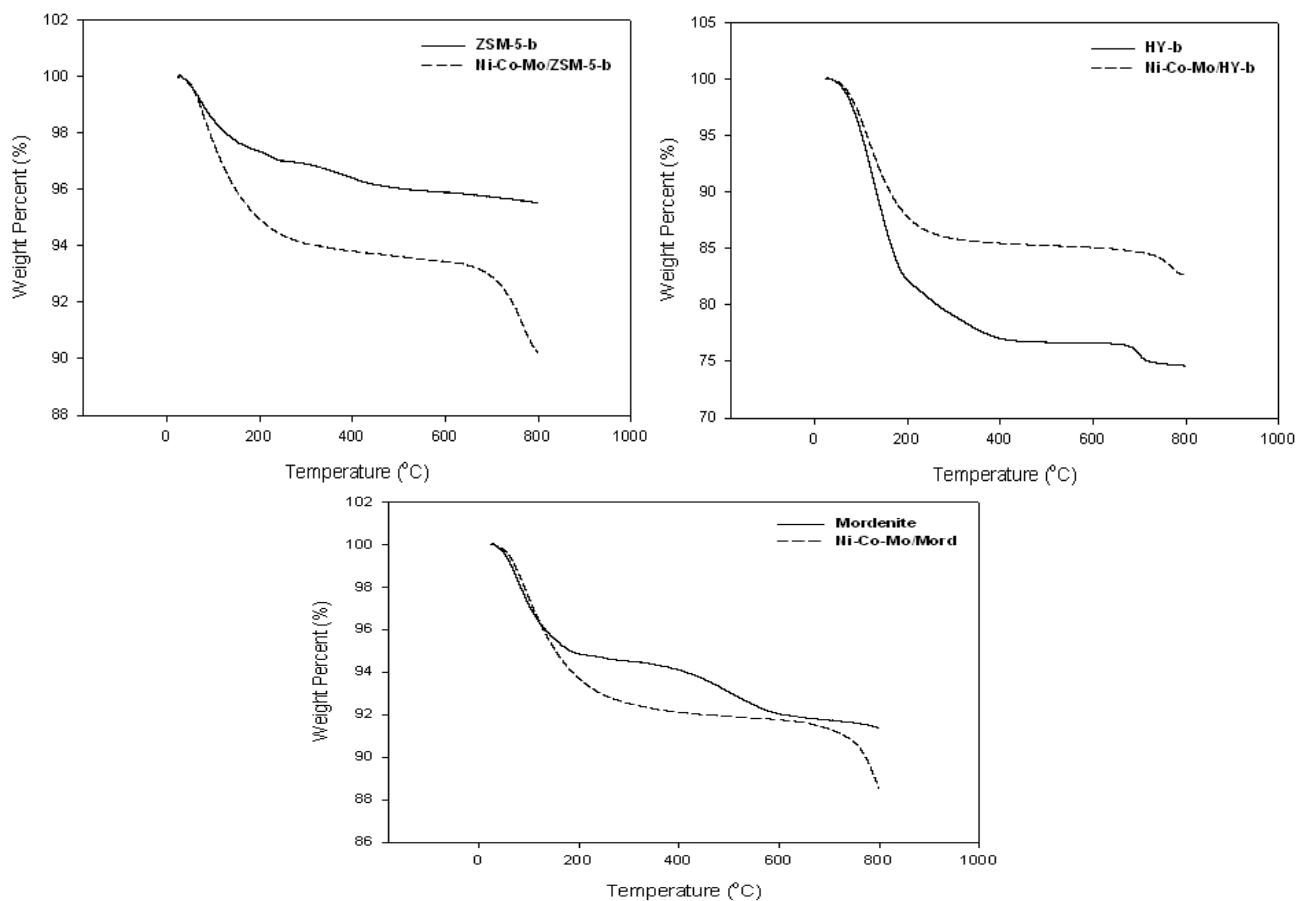 102
100
98
96
94
92
90
88
Weight Percent (%)
0 200 400 600 800 1000
Temperature (°C)
ZSM-5-b
Ni-Co-Mo/ZSM-5-b
105
100
95
90
85
80
75
70
Weight Percent (%)
0 200 400 600 800 1000
Temperature (°C)
HY-b
Ni-Co-Mo/HY-b
102
100
98
96
94
92
90
88
86
Weight Percent (%)
0 200 400 600 800 1000
Temperature (°C)
Mordenite
Ni-Co-Mo/Mord